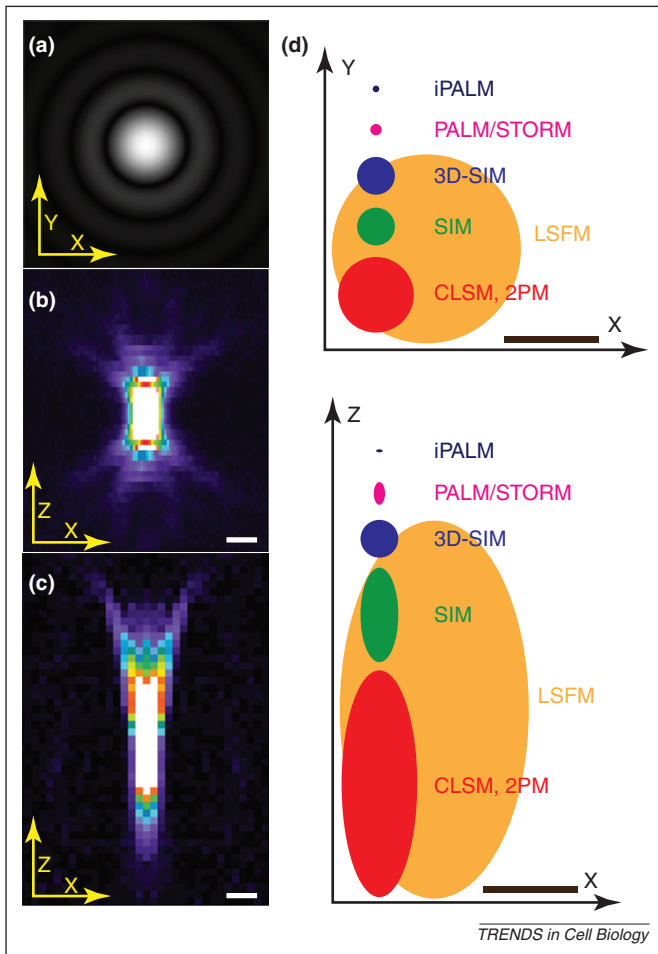 (a)
Y
X
(b)
Z
X
(c)
Z
X
(d)
Y
iPALM
PALM/STORM
3D-SIM
SIM
LSFM
CLSM, 2PM
X
Z
iPALM
PALM/STORM
3D-SIM
SIM
LSFM
CLSM, 2PM
X
TRENDS in Cell Biology